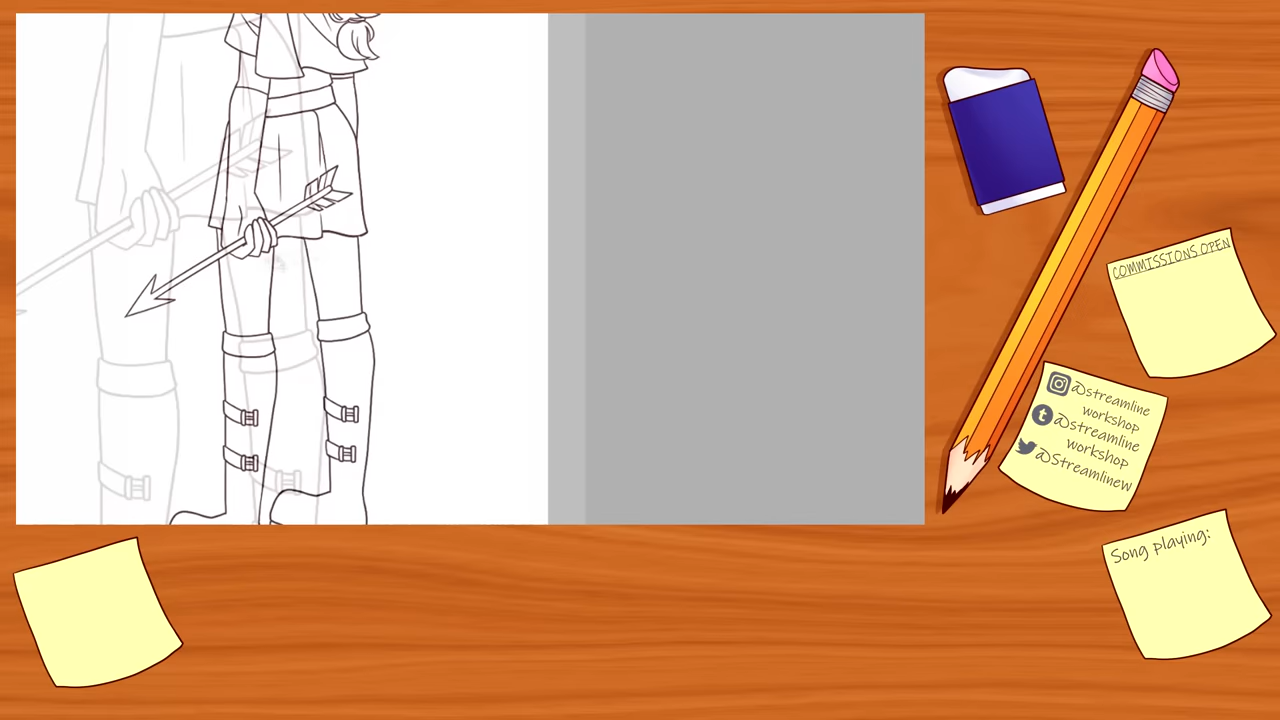 COMMISSIONS OPEN
@streamline
workshop
@streamline
workshop
@Streamlinew
Song playing: